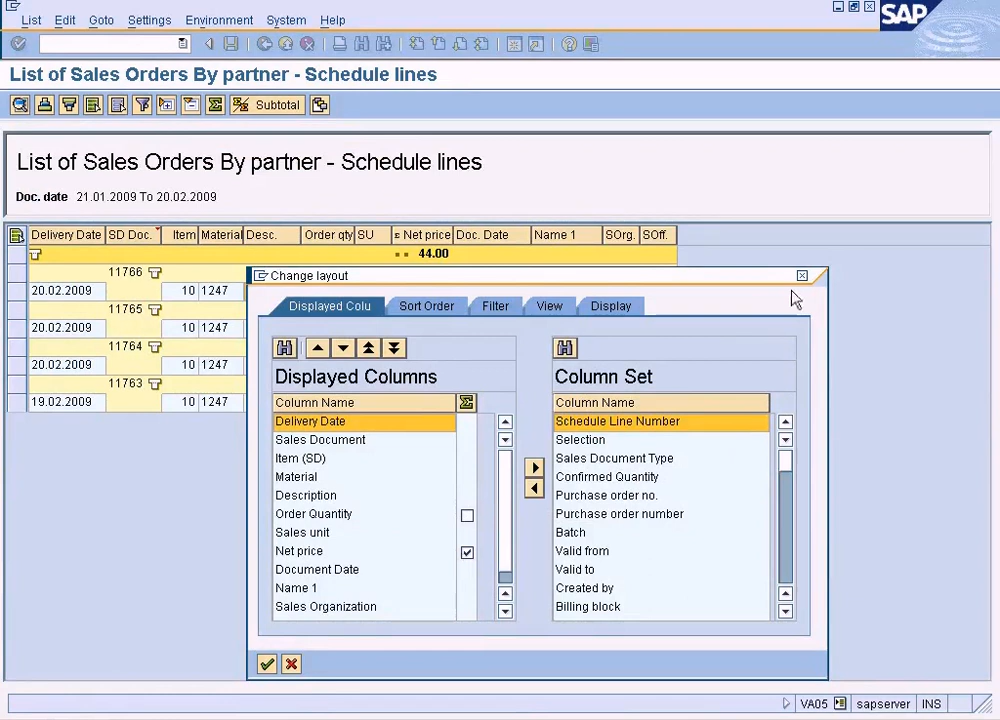 List Edit Goto Settings Environment System Help
SAP
List of Sales Orders By partner - Schedule lines
Subtotal
List of Sales Orders By partner - Schedule lines
Doc. date 21.01.2009 To 20.02.2009
Delivery Date SD Doc. Item Material Desc. Order qty SU Σ Net price Doc. Date Name 1 SOrg. SOff.
44.00
11766
20.02.2009 10 1247
11765
20.02.2009 10 1247
11764
20.02.2009 10 1247
11763
19.02.2009 10 1247
Change layout
Displayed Colu Sort Order Filter View Display
Displayed Columns
Column Name Σ
Delivery Date
Sales Document
Item (SD)
Material
Description
Order Quantity
Sales unit
Net price
Document Date
Name 1
Sales Organization
Column Set
Column Name
Schedule Line Number
Selection
Sales Document Type
Confirmed Quantity
Purchase order no.
Purchase order number
Batch
Valid from
Valid to
Created by
Billing block
VA05 sapserver INS